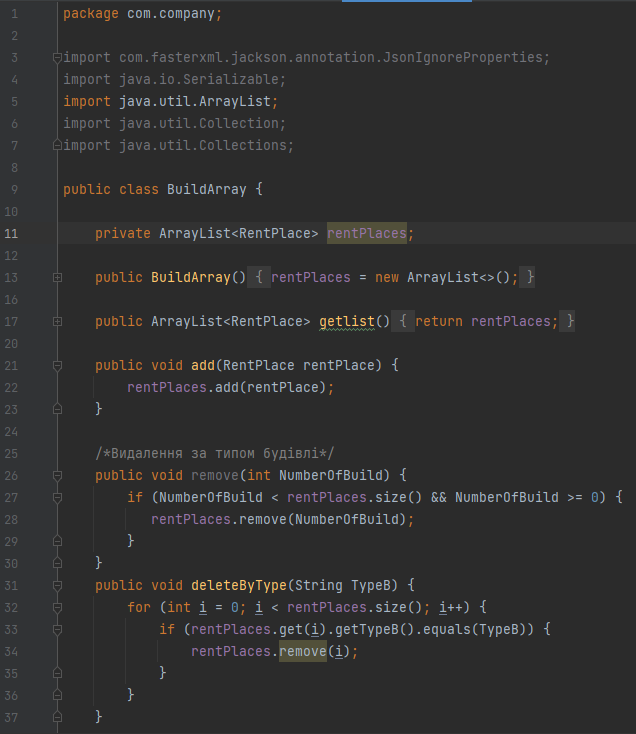 1 package com.company;
2
3 import com.fasterxml.jackson.annotation.JsonIgnoreProperties;
4 import java.io.Serializable;
5 import java.util.ArrayList;
6 import java.util.Collection;
7 import java.util.Collections;
8
9 public class BuildArray {
10
11 private ArrayList<RentPlace> rentPlaces;
12
13 public BuildArray() { rentPlaces = new ArrayList<>(); }
16
17 public ArrayList<RentPlace> getlist() { return rentPlaces; }
20
21 public void add(RentPlace rentPlace) {
22 rentPlaces.add(rentPlace);
23 }
24
25 /*Видалення за типом будівлі*/
26 public void remove(int NumberOfBuild) {
27 if (NumberOfBuild < rentPlaces.size() && NumberOfBuild >= 0) {
28 rentPlaces.remove(NumberOfBuild);
29 }
30 }
31 public void deleteByType(String TypeB) {
32 for (int i = 0; i < rentPlaces.size(); i++) {
33 if (rentPlaces.get(i).getTypeB().equals(TypeB)) {
34 rentPlaces.remove(i);
35 }
36 }
37 }